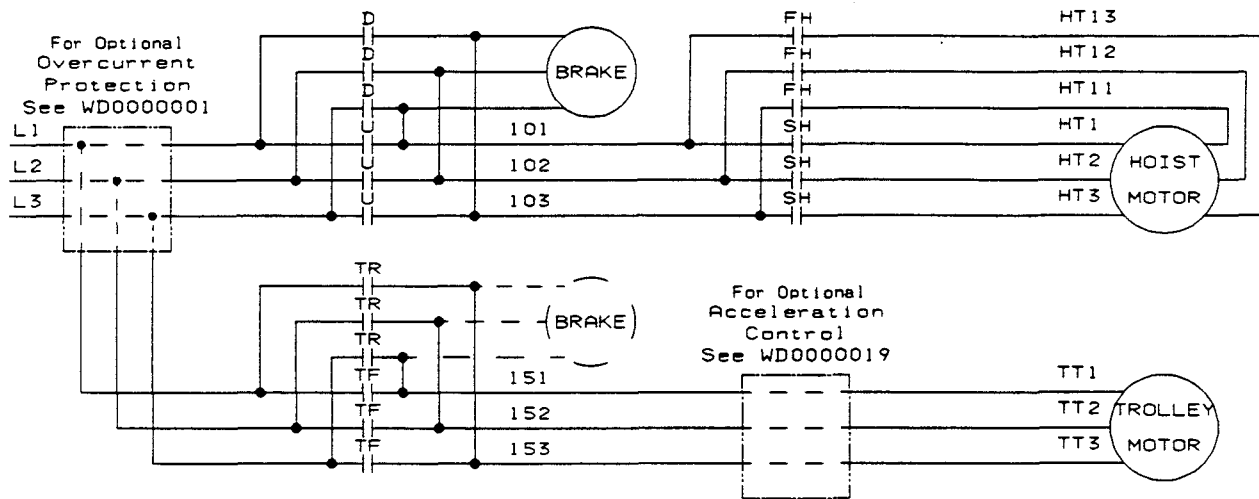 D FH HT13
For Optional
Overcurrent
Protection
See WD0000001
D FH HT12
BRAKE
D FH HT11
L1 U 101 SH HT1
L2 U 102 SH HT2 HOIST
L3 U 103 SH HT3 MOTOR
TR
TR (BRAKE)
For Optional
Acceleration
Control
See WD0000019
TR
TF 151 TT1
TF 152 TT2 TROLLEY
TF 153 TT3 MOTOR